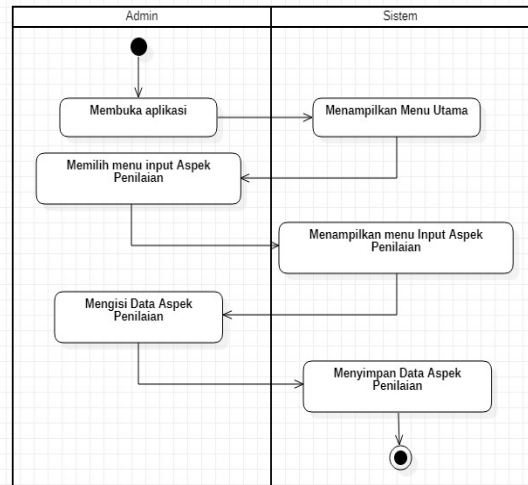 Admin
Sistem
Membuka aplikasi
Menampilkan Menu Utama
Memilih menu input Aspek
Penilaian
Menampilkan menu Input Aspek
Penilaian
Mengisi Data Aspek
Penilaian
Menyimpan Data Aspek
Penilaian